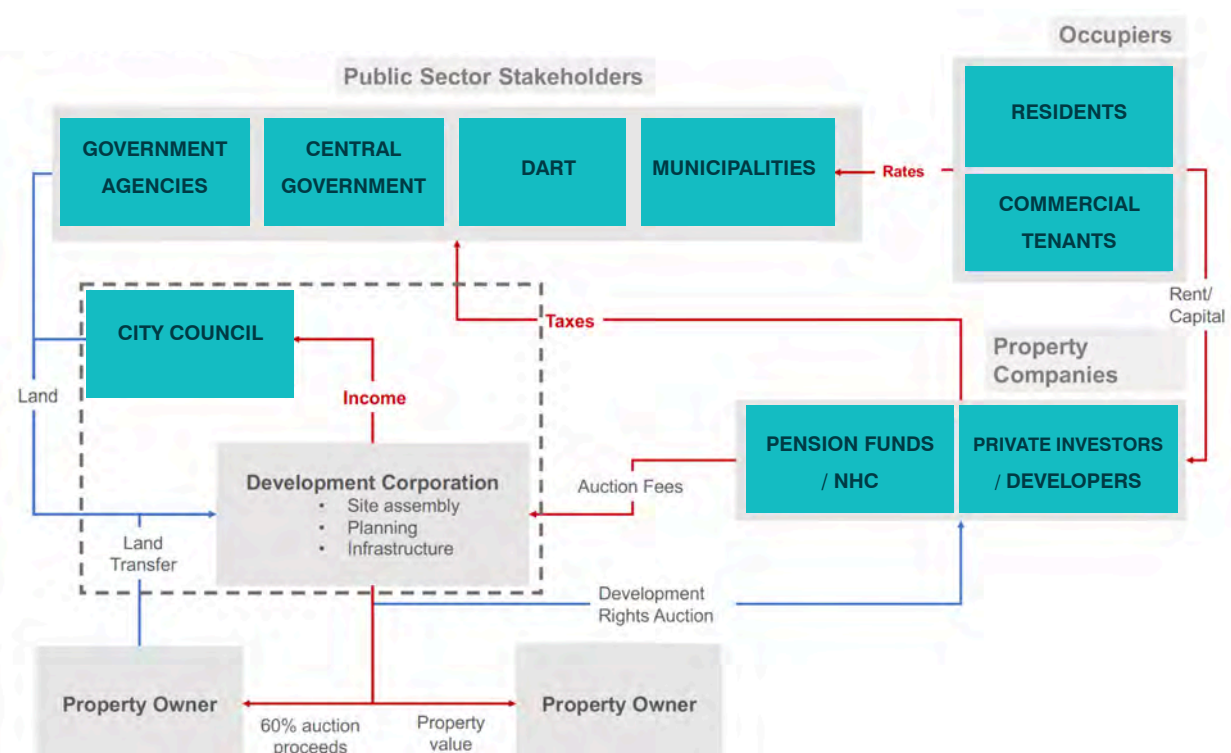 Occupiers
Public Sector Stakeholders
RESIDENTS
GOVERNMENT
AGENCIES
CENTRAL
GOVERNMENT
DART
MUNICIPALITIES
Rates
COMMERCIAL
TENANTS
Rent/
Capital
CITY COUNCIL
Taxes
Property
Companies
Land
Income
PENSION FUNDS
/ NHC
PRIVATE INVESTORS
/ DEVELOPERS
Development Corporation
• Site assembly
• Planning
• Infrastructure
Auction Fees
Land
Transfer
Development
Rights Auction
Property Owner
60% auction
proceeds
Property
value
Property Owner